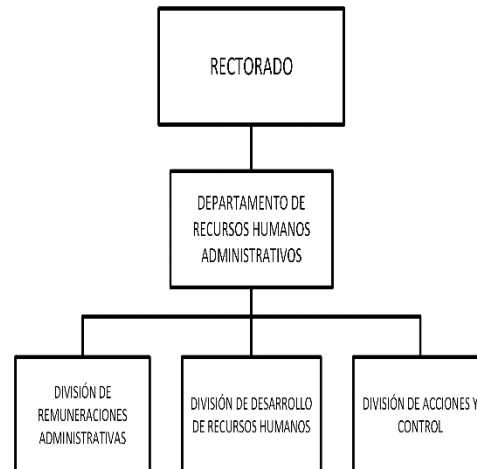 RECTORADO
DEPARTAMENTO DE
RECURSOS HUMANOS
ADMINISTRATIVOS
DIVISIÓN DE
REMUNERACIONES
ADMINISTRATIVAS
DIVISIÓN DE DESARROLLO
DE RECURSOS HUMANOS
DIVISIÓN DE ACCIONES Y
CONTROL